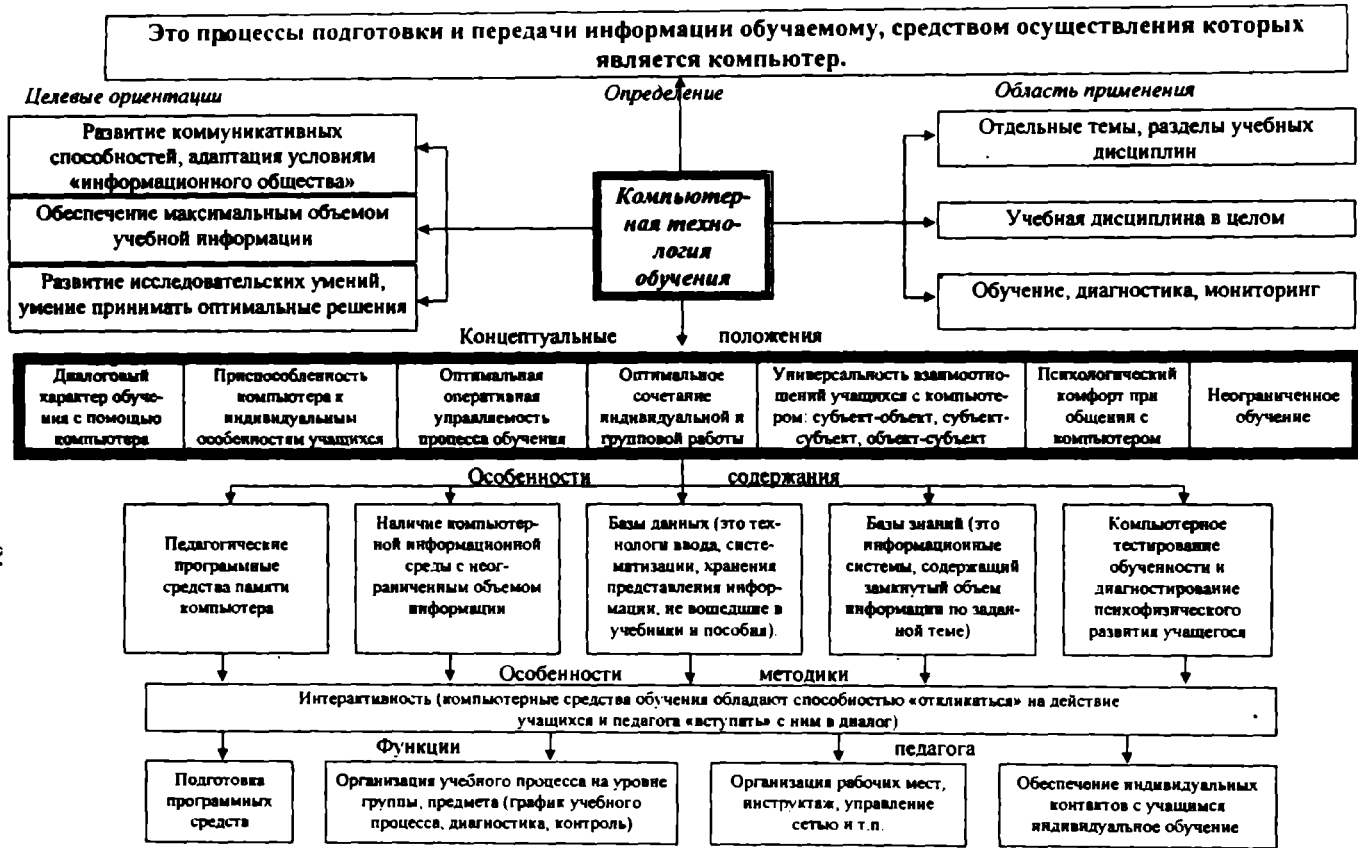 Это процессы подготовки и передачи информации обучаемому, средством осуществления которых
является компьютер.
Целевые ориентации
Определение
Область применения
Развитие коммуникативных
способностей, адаптация условиям
«информационного общества»
Обеспечение максимальным объемом
учебной информации
Развитие исследовательских умений,
умение принимать оптимальные решения
Компьютер-
ная техно-
логия
обучения
Отдельные темы, разделы учебных
дисциплин
Учебная дисциплина в целом
Обучение, диагностика, мониторинг
Концептуальные положения
Диалоговый
характер обуче-
ния с помощью
компьютера
Приспособленность
компьютера к
индивидуальным
особенностям учащихся
Оптимальная
оперативная
управляемость
процесса обучения
Оптимальное
сочетание
индивидуальной и
групповой работы
Универсальность взаимоотно-
шений учащихся с компьюте-
ром: субъект-объект, субъект-
субъект, объект-субъект
Психологический
комфорт при
общении с
компьютером
Неограниченное
обучение
Особенности содержания
Педагогические
программные
средства памяти
компьютера
Наличие компьютер-
ной информационной
среды с неог-
раниченным объемом
информации
Базы данных (это тех-
нологи ввода, систе-
матизации, хранения
представления инфор-
мации, не вошедшие в
учебники и пособия).
Базы знаний (это
информационные
системы, содержащий
замкнутый объем
информации по задан-
ной теме)
Компьютерное
тестирование
обученности и
диагностирование
психофизического
развития учащегося
Особенности методики
Интерактивность (компьютерные средства обучения обладают способностью «откликаться» на действие
учащихся и педагога «вступать» с ним в диалог)
Функции педагога
Подготовка
программных
средств
Организация учебного процесса на уровне
группы, предмета (график учебного
процесса, диагностика, контроль)
Организация рабочих мест,
инструктаж, управление
сетью и т.п.
Обеспечение индивидуальных
контактов с учащимся
индивидуальное обучение